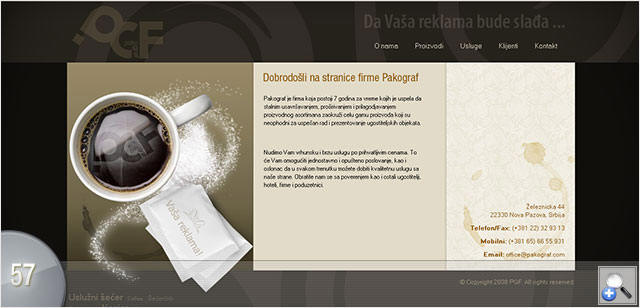 PGF
Da Vaša reklama bude slađa ...
O nama Proizvodi Usluge Klijenti Kontakt
Dobrodošli na stranice firme Pakograf
Pakograf je firma koja postoji 7 godina za vreme kojih je uspela da
stalnim usavršavanjem, proširivanjem i prilagodjavanjem
proizvodnog asortimana zaokruži celu gamu proizvoda koji su
neophodni za uspešan rad i prezentovanje ugostiteljskih objekata.
Nudimo Vam vrhunsku i brzu uslugu po prihvatljivim cenama. To
će Vam omogućiti jednostavno i opušteno poslovanje, kao i
oslonac da u svakom trenutku možete dobiti kvalitetnu uslugu sa
naše strane. Obratite nam se sa poverenjem kao i ostali ugostitelji,
hoteli, firme i preduzetnici.
PGF
Vaša reklama!
Železnička 44
22330 Nova Pazova, Srbija
Telefon/Fax: (+381 22) 32 93 13
Mobilni: (+381 65) 66 55 931
Email: office@pakograf.com
57
© Copyright 2008 PGF. All rights reserved.
Uslužni šećer